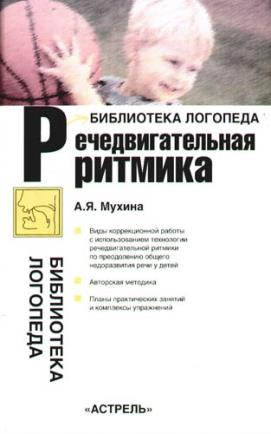 БИБЛИОТЕКА ЛОГОПЕДА
Речедвигательная
ритмика
А.Я. Мухина
Виды коррекционной работы
с использованием технологии
речедвигательной ритмики
по преодолению общего
недоразвития речи у детей
Авторская методика
Планы практических занятий
и комплексы упражнений
БИБЛИОТЕКА
ЛОГОПЕДА
"АСТРЕЛЬ"